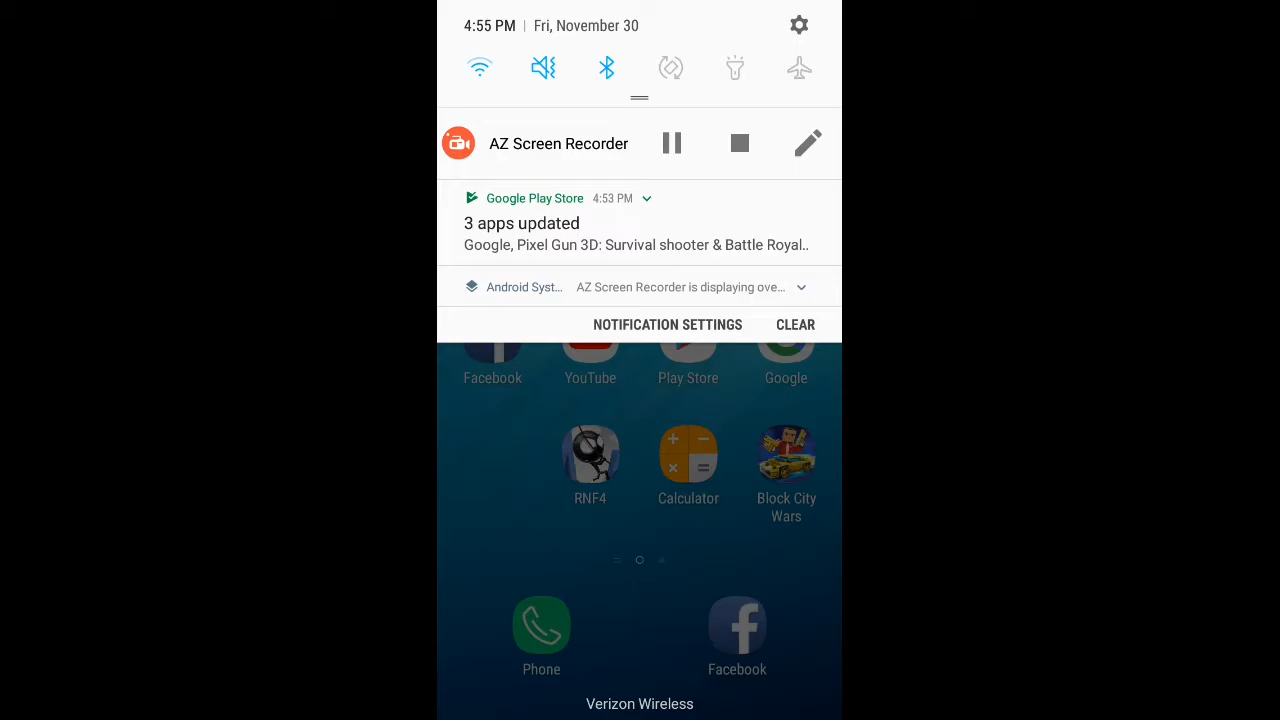 4:55 PM | Fri, November 30
AZ Screen Recorder
Google Play Store 4:53 PM
3 apps updated
Google, Pixel Gun 3D: Survival shooter & Battle Royal..
Android Syst... AZ Screen Recorder is displaying ove...
NOTIFICATION SETTINGS CLEAR
Facebook YouTube Play Store Google
RNF4 Calculator Block City
Wars
Phone Facebook
Verizon Wireless